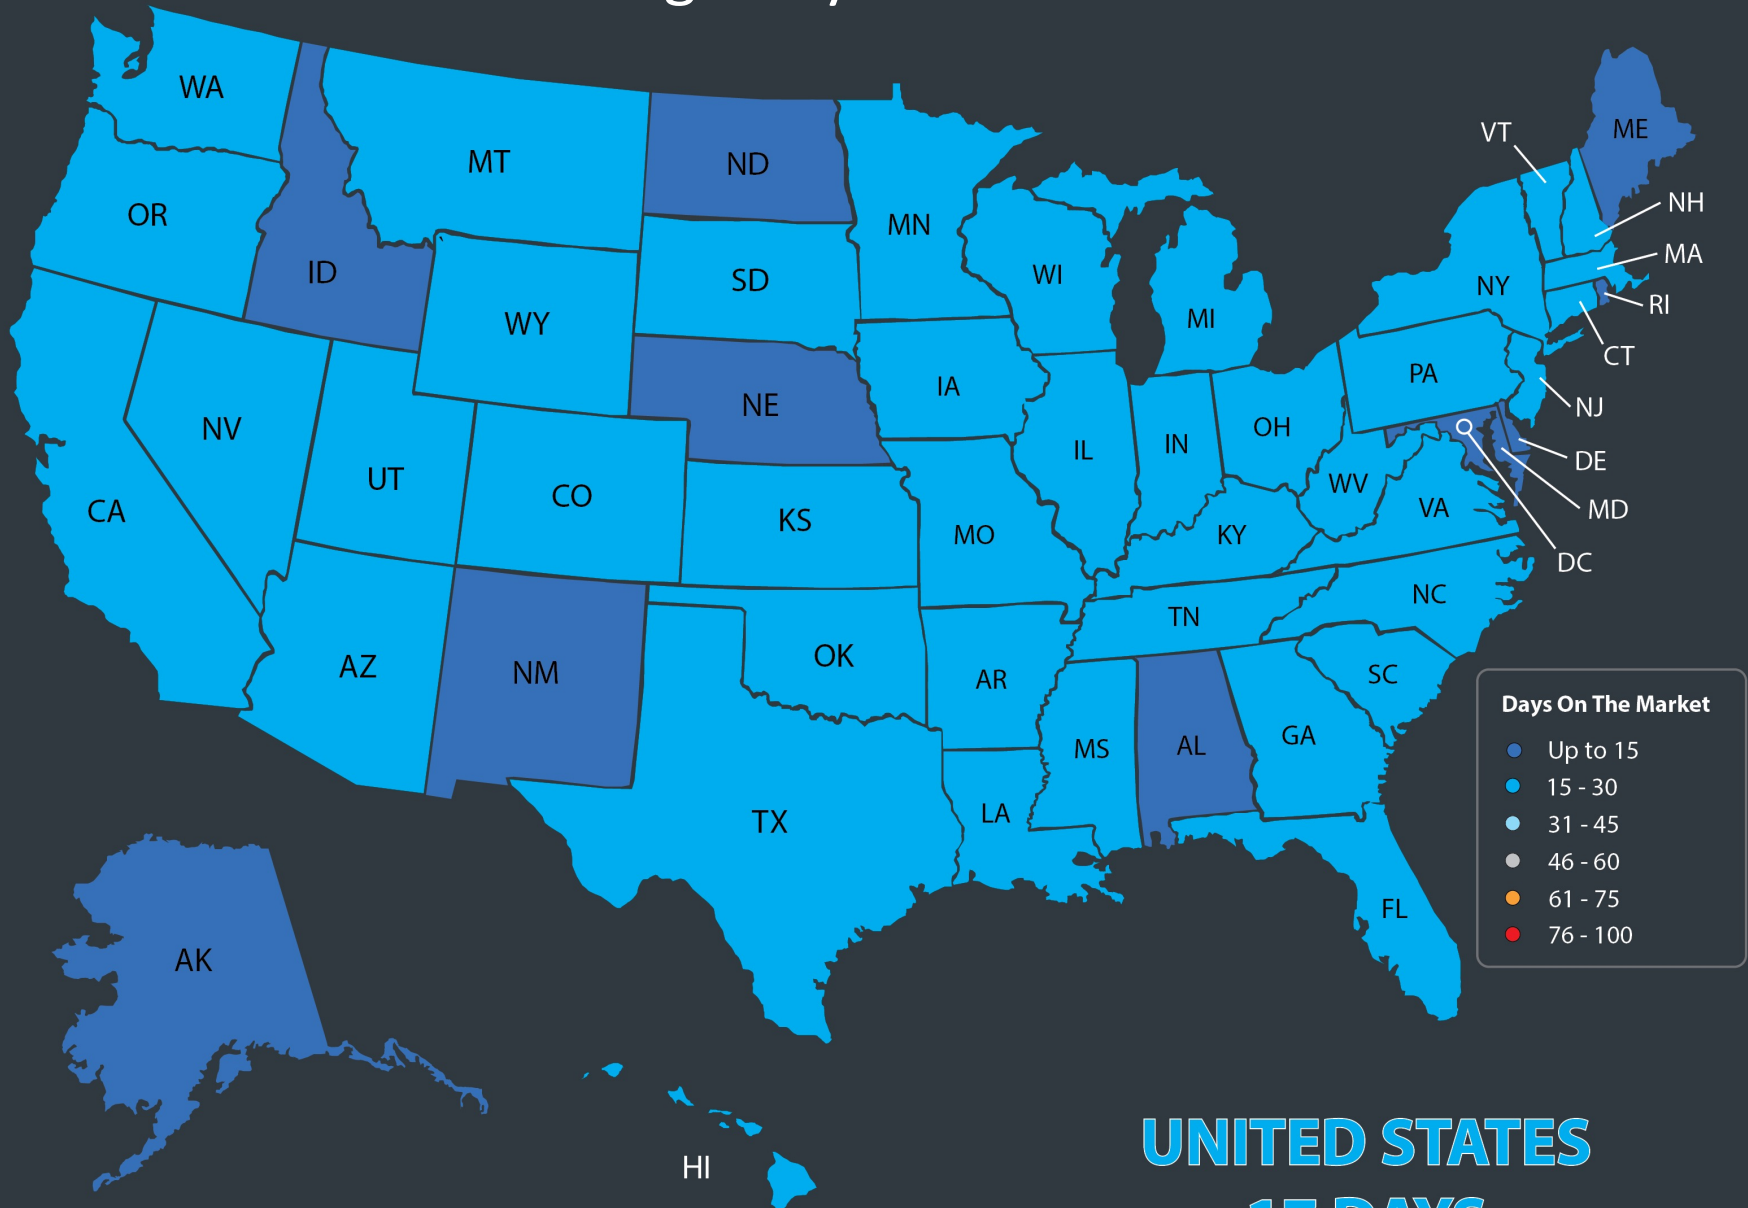 WA
MT
ND
ME
VT
OR
MN
NH
ID
SD
WI
MA
NY
RI
WY
MI
CT
PA
IA
NE
NJ
NV
OH
IL
IN
DE
UT
CO
WV
CA
KS
VA
MD
MO
KY
DC
NC
TN
OK
AZ
NM
AR
SC
MS
AL
GA
LA
TX
FL
AK
HI
Days On The Market
Up to 15
15 - 30
31 - 45
46 - 60
61 - 75
76 - 100
UNITED STATES
17 DAYS